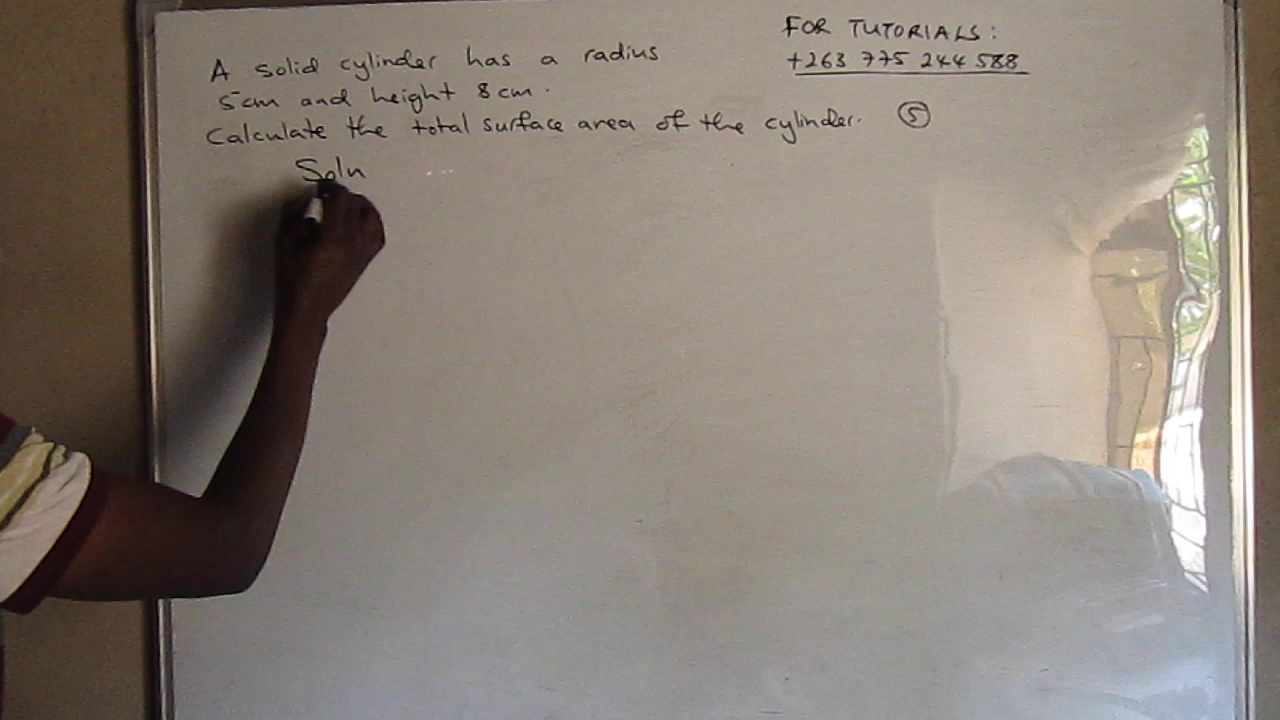 FOR TUTORIALS:
+263 775 244 588
A solid cylinder has a radius
5cm and height 8cm.
Calculate the total surface area of the cylinder. 5
Soln